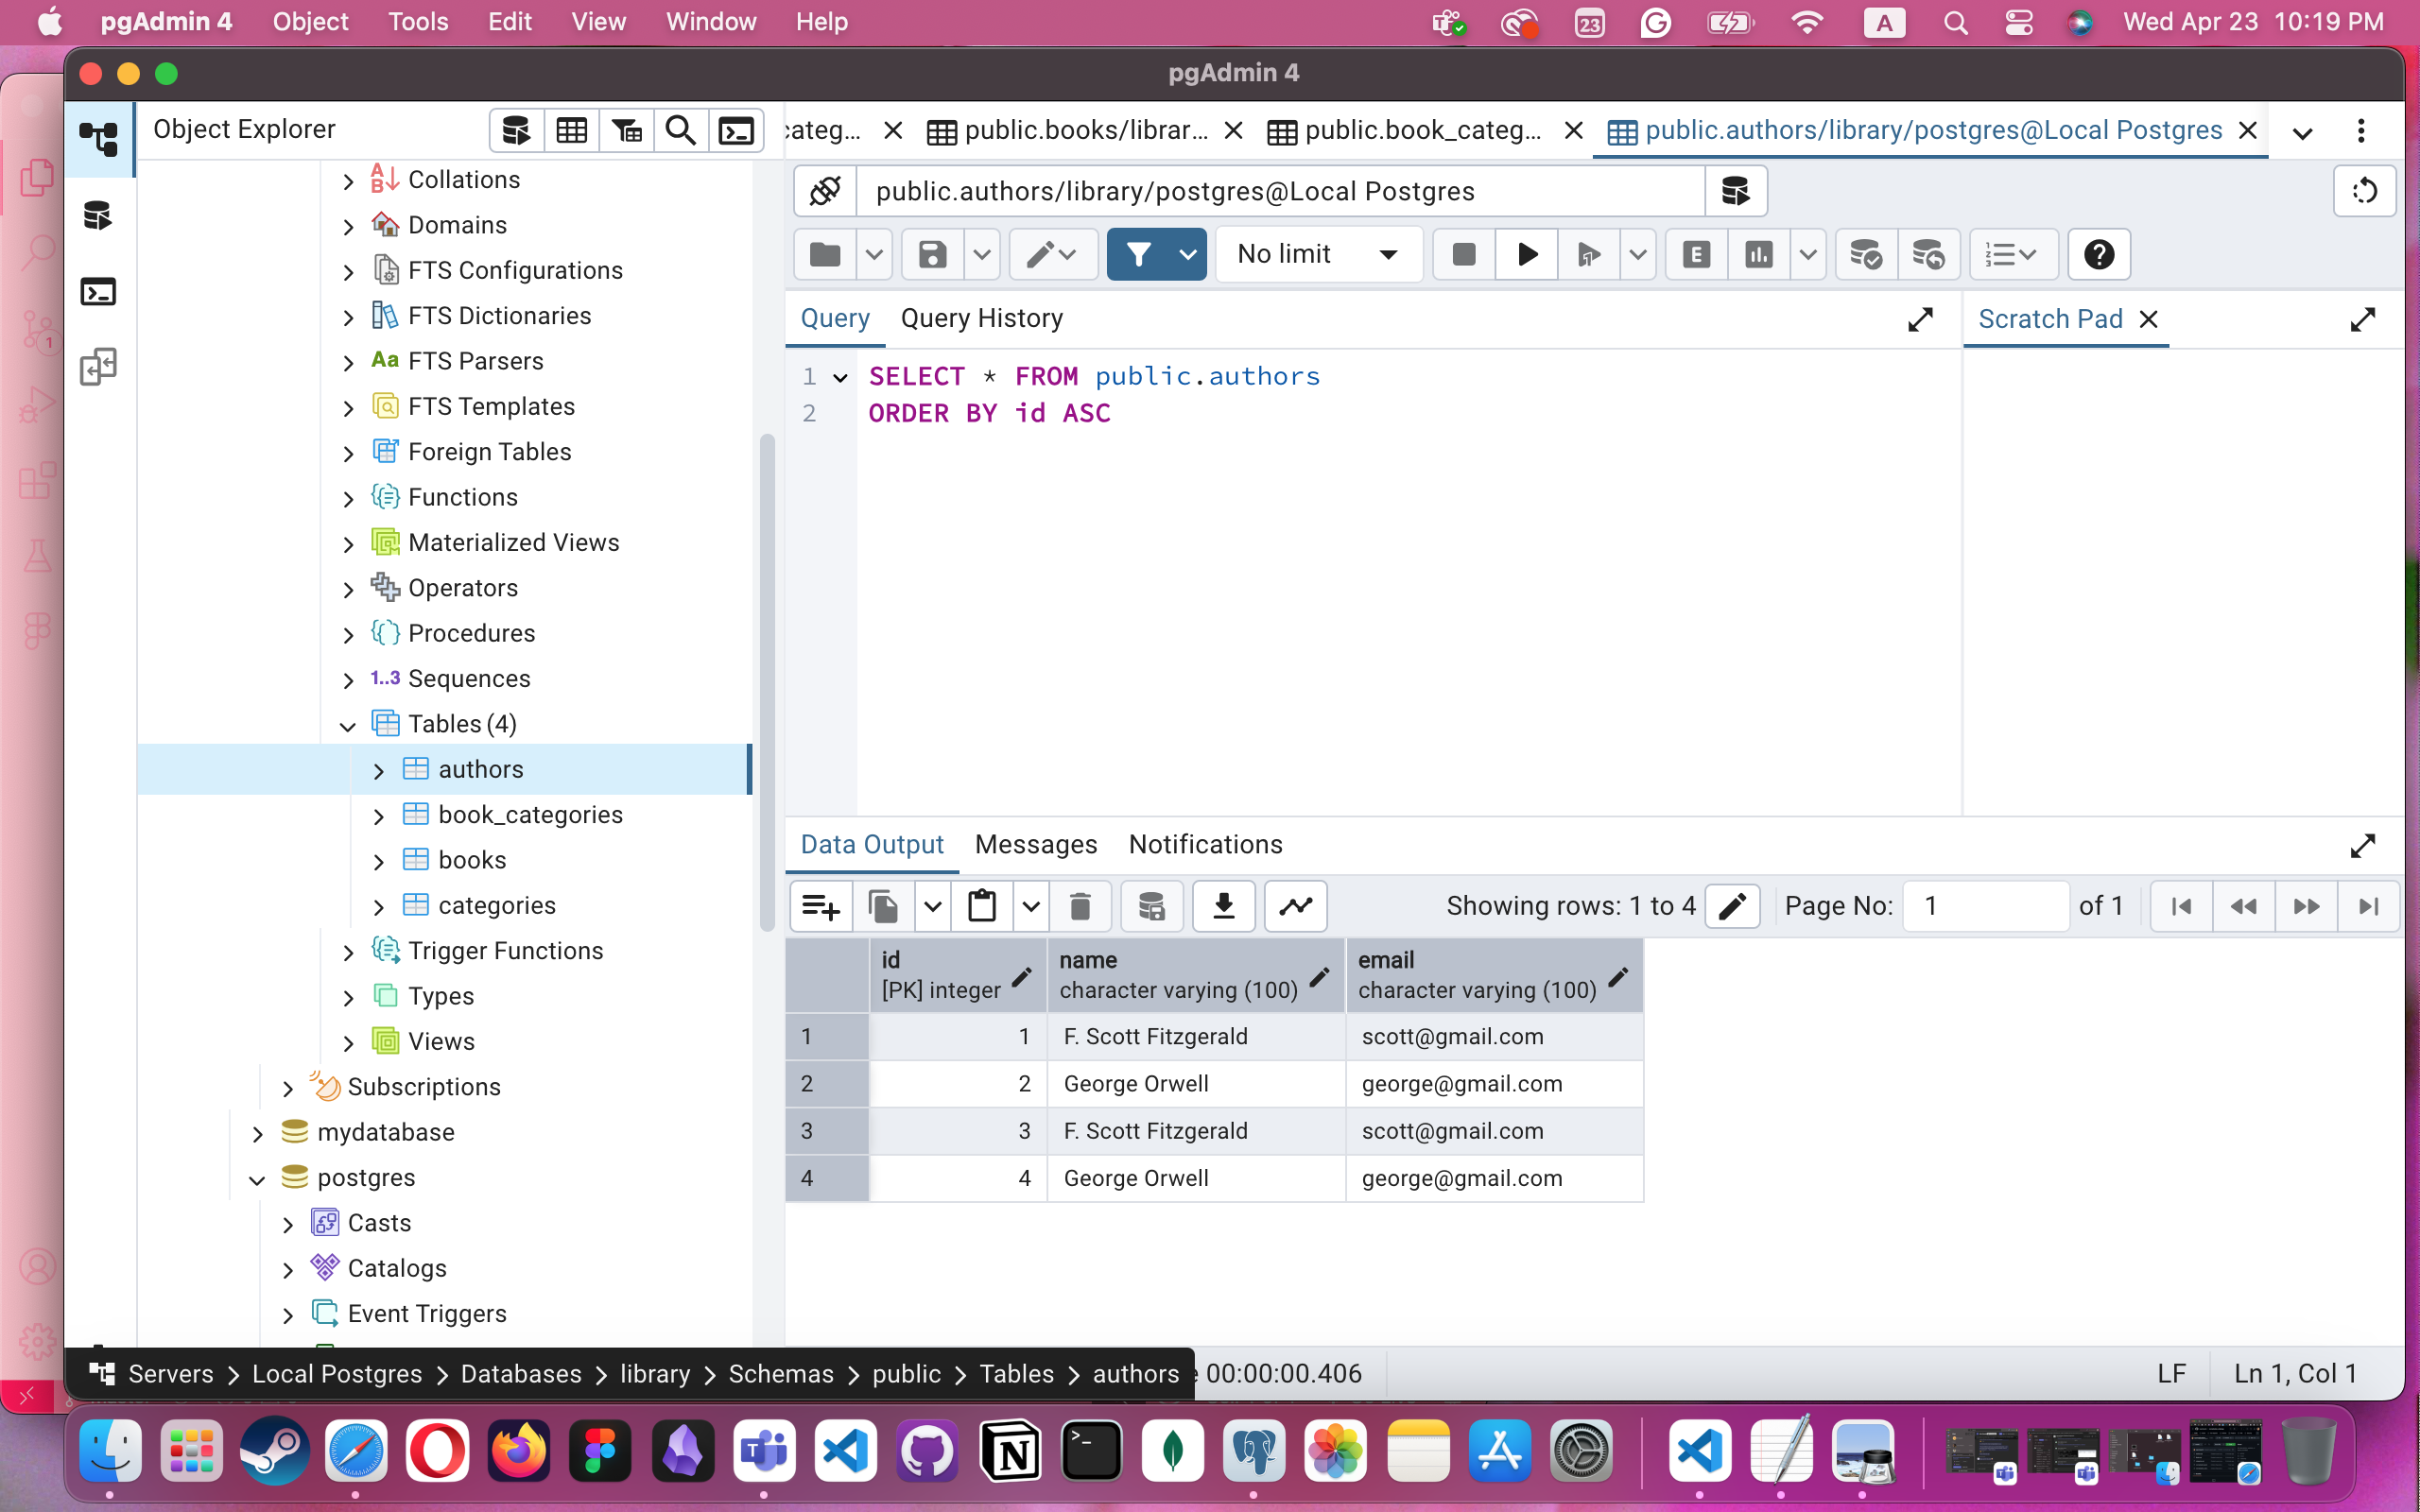 pgAdmin 4 Object Tools Edit View Window Help 23 A Wed Apr 23 10:19 PM
pgAdmin 4
Object Explorer
categ... public.books/librar... public.book_categ... public.authors/library/postgres@Local Postgres
public.authors/library/postgres@Local Postgres
No limit E
Query Query History Scratch Pad
1 SELECT * FROM public.authors
2 ORDER BY id ASC
Collations
Domains
FTS Configurations
FTS Dictionaries
Aa FTS Parsers
FTS Templates
Foreign Tables
Functions
Materialized Views
Operators
Procedures
1..3 Sequences
Tables (4)
authors
book_categories
books
categories
Trigger Functions
Types
Views
Subscriptions
mydatabase
postgres
Casts
Catalogs
Event Triggers
Data Output Messages Notifications
Showing rows: 1 to 4 Page No: 1 of 1
id name email
[PK] integer character varying (100) character varying (100)
1 1 F. Scott Fitzgerald scott@gmail.com
2 2 George Orwell george@gmail.com
3 3 F. Scott Fitzgerald scott@gmail.com
4 4 George Orwell george@gmail.com
Servers > Local Postgres > Databases > library > Schemas > public > Tables > authors 00:00:00.406 LF Ln 1, Col 1